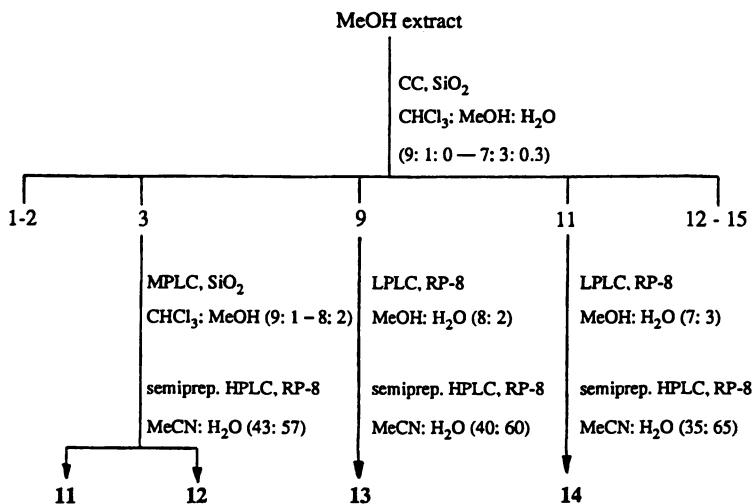 MeOH extract
CC, SiO₂
CHCl₃: MeOH: H₂O
(9: 1: 0 — 7: 3: 0.3)
1-2 3 9 11 12 - 15
MPLC, SiO₂ LPLC, RP-8 LPLC, RP-8
CHCl₃: MeOH (9: 1 – 8: 2) MeOH: H₂O (8: 2) MeOH: H₂O (7: 3)
semiprep. HPLC, RP-8 semiprep. HPLC, RP-8 semiprep. HPLC, RP-8
MeCN: H₂O (43: 57) MeCN: H₂O (40: 60) MeCN: H₂O (35: 65)
11 12 13 14